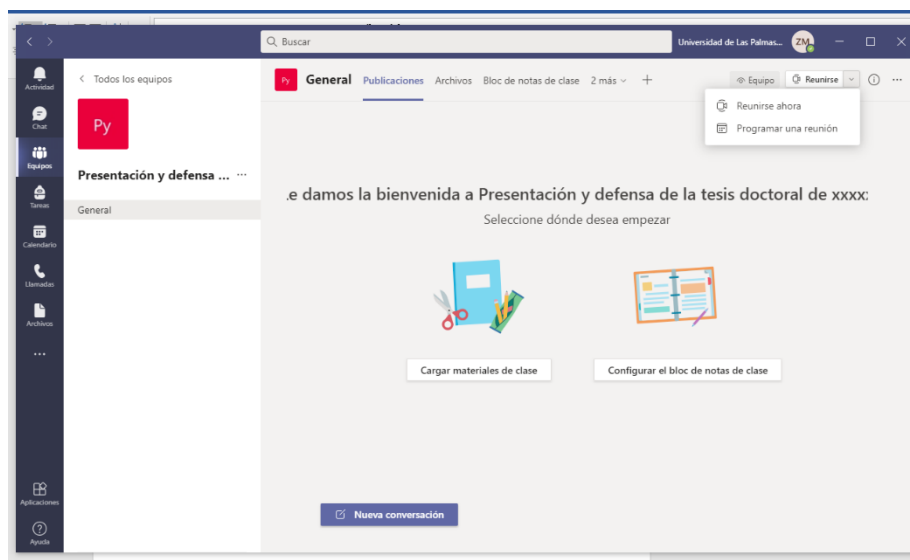 Buscar
Universidad de Las Palmas...
ZM
Actividad
Chat
Equipos
Tareas
Calendario
Llamadas
Archivos
Aplicaciones
Ayuda
Todos los equipos
Py
Presentación y defensa ...
General
Py General Publicaciones Archivos Bloc de notas de clase 2 más
Equipo Reunirse
Reunirse ahora
Programar una reunión
.e damos la bienvenida a Presentación y defensa de la tesis doctoral de xxxx:
Seleccione dónde desea empezar
Cargar materiales de clase
Configurar el bloc de notas de clase
Nueva conversación